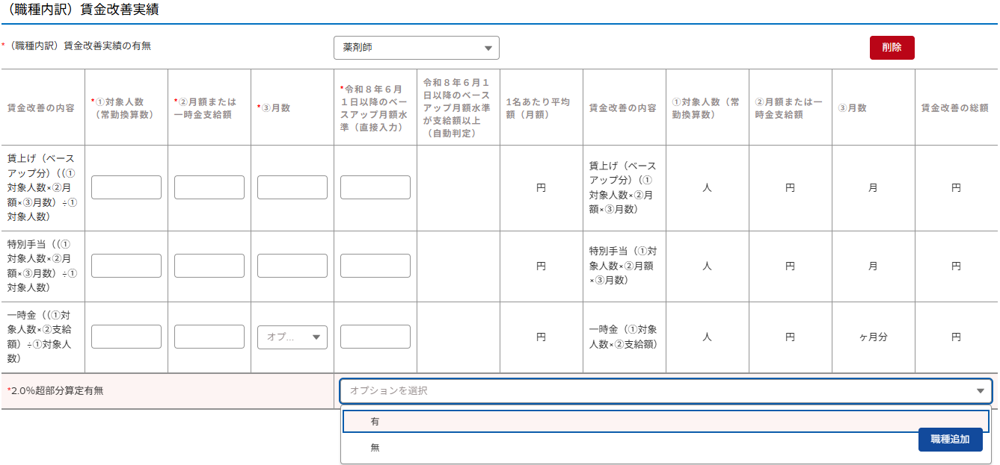 （職種内訳）賃金改善実績
*（職種内訳）賃金改善実績の有無
薬剤師
削除
賃金改善の内容
*①対象人数
（常勤換算数）
*②月額または
一時金支給額
*③月数
*令和８年６月
１日以降のベー
スアップ月額水
準（直接入力）
令和８年６月１
日以降のベース
アップ月額水準
が支給額以上
（自動判定）
1名あたり平均
額（月額）
賃金改善の内容
①対象人数（常
勤換算数）
②月額または一
時金支給額
③月数
賃金改善の総額
賃上げ（ベース
アップ分）（（①
対象人数×②月
額×③月数）÷①
対象人数）
円
賃上げ（ベース
アップ分）（①
対象人数×②月
額×③月数）
人
円
月
円
特別手当（（①
対象人数×②月
額×③月数）÷①
対象人数）
円
特別手当（①対
象人数×②月額
×③月数）
人
円
月
円
一時金（（①対
象人数×②支給
額）÷①対象人
数）
オプ...
円
一時金（①対象
人数×②支給額）
人
円
ヶ月分
円
*2.0%超部分算定有無
オプションを選択
有
無
職種追加